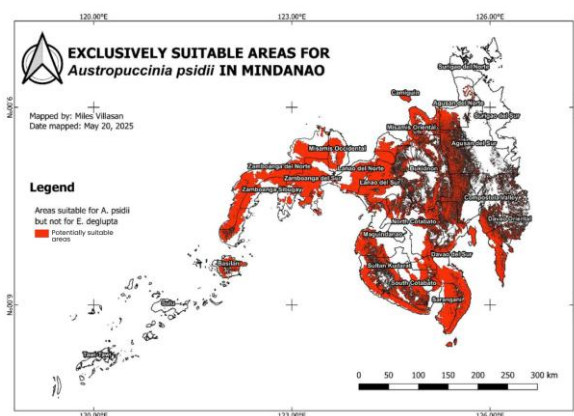 120.00°E 123.00°E 126.00°E
EXCLUSIVELY SUITABLE AREAS FOR
Austropuccinia psidii IN MINDANAO
Mapped by: Miles Villasan
Date mapped: May 20, 2025
Legend
Areas suitable for A. psidii
but not for E. deglupta
Potentially suitable
areas
Surigao del Norte
Camiguin
Agusan del Norte
Surigao del Sur
Misamis Oriental
Misamis Occidental
Agusan del Sur
Zamboanga del Norte
Lanao del Norte
Bukidnon
Zamboanga del Sur
Lanao del Sur
Zamboanga Sibugay
Compostela Valley
North Cotabato
Davao Oriental
Maguindanao
Davao del Sur
Basilan
Sultan Kudarat
South Cotabato
Sarangani
Sulu
Tawi-Tawi
0 50 100 150 200 250 300 km
120.00°E 123.00°E 126.00°E